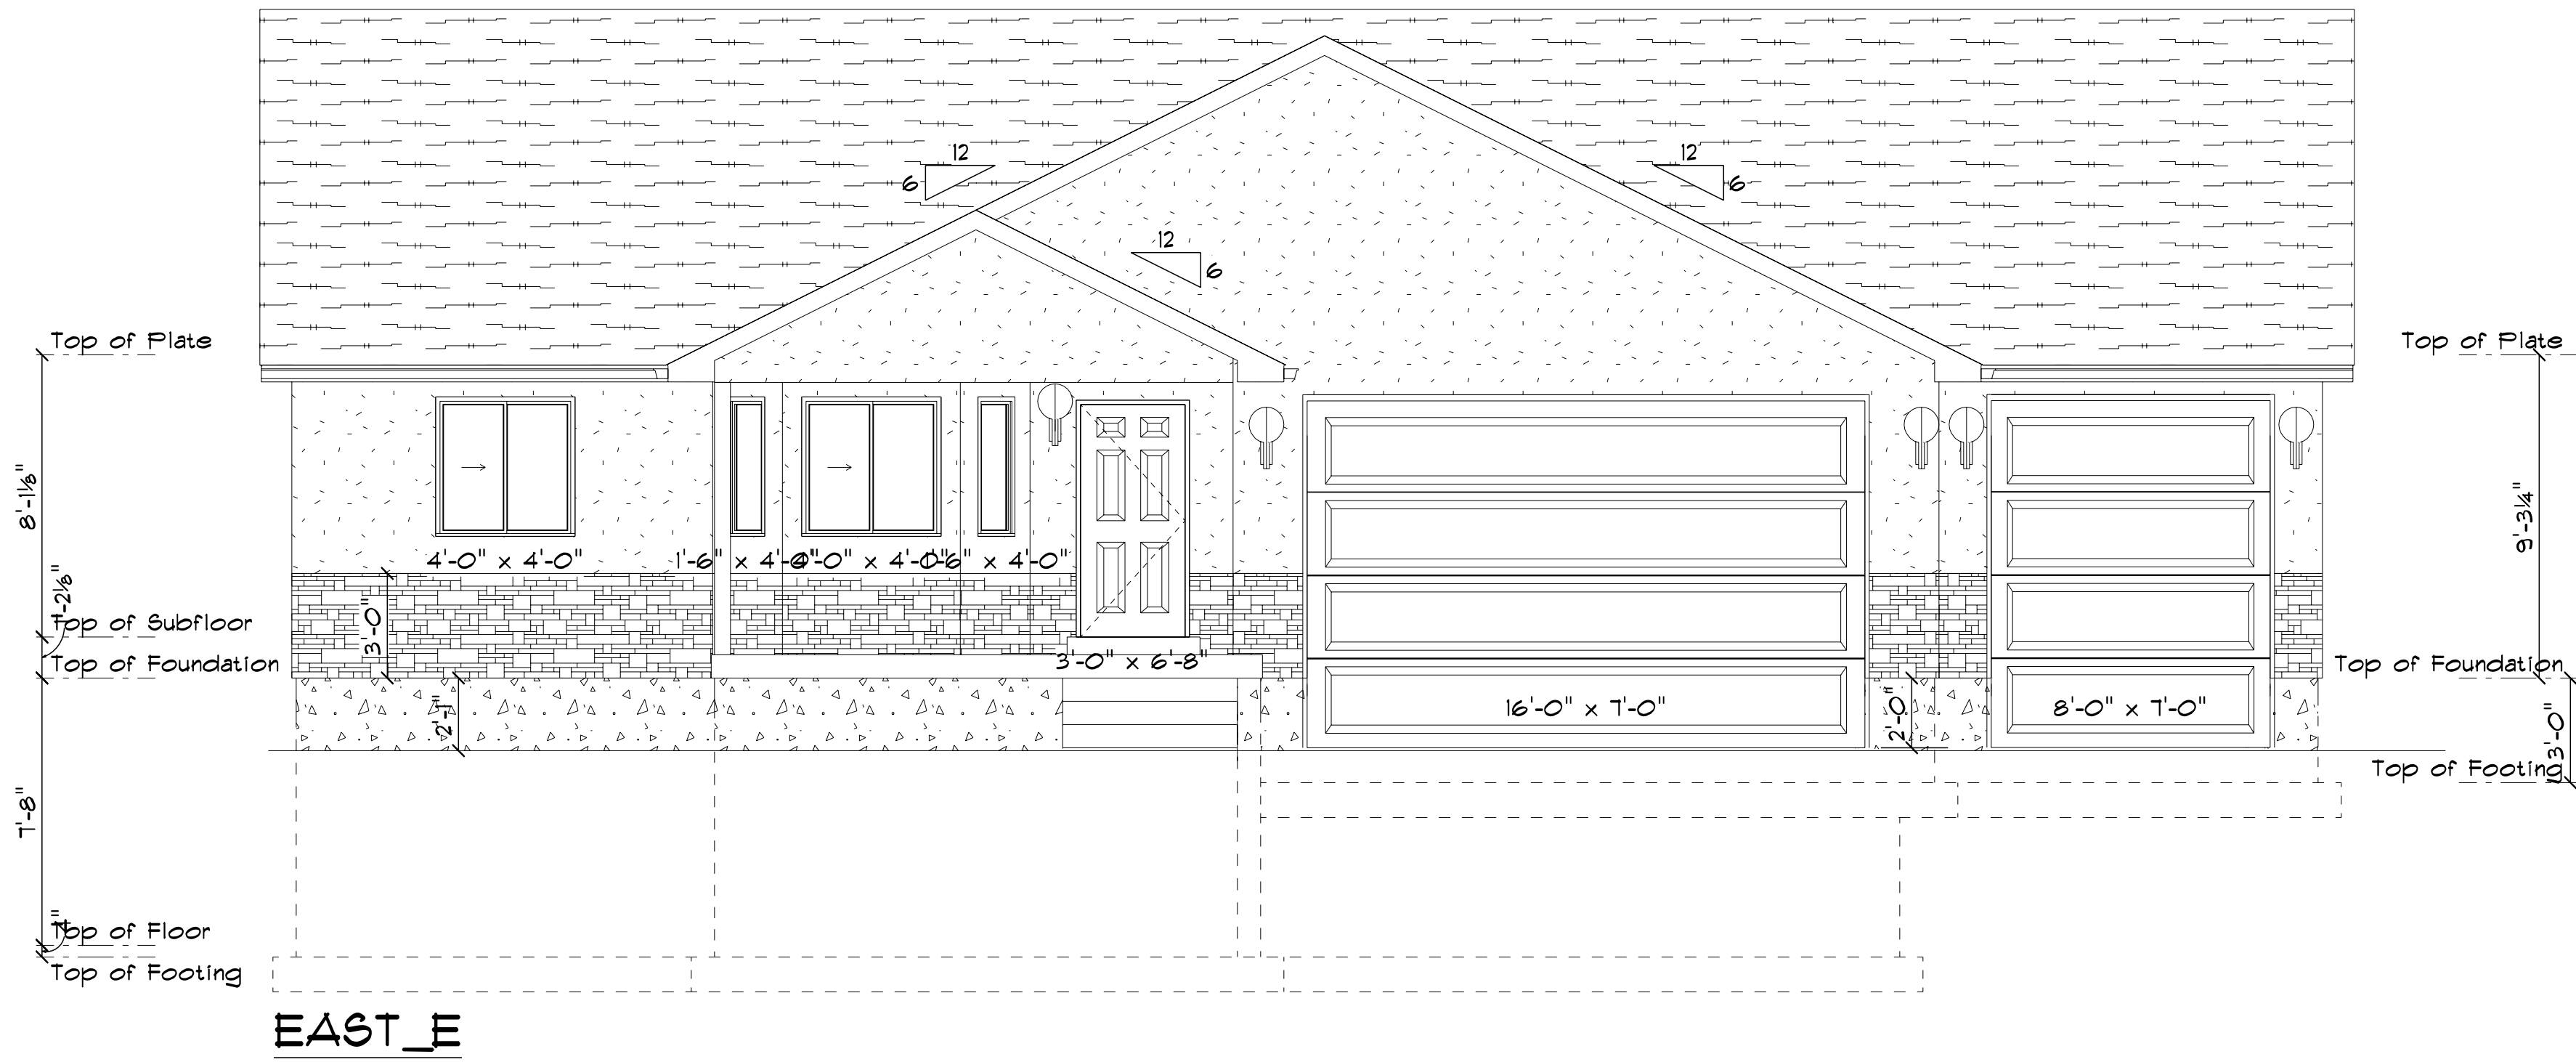 12
12
6
6
12
6
Top of Plate
Top of Plate
8'-1⅛"
9'-3¼"
4'-0" x 4'-0"
1'-6" x 4'-0"
4'-0" x 4'-0"
1'-6" x 4'-0"
1'-2⅛"
Top of Subfloor
3'-0"
Top of Foundation
3'-0" x 6'-8"
Top of Foundation
2'-1"
16'-0" x 7'-0"
2'-0"
8'-0" x 7'-0"
3'-0"
Top of Footing
7'-8"
4"
Top of Floor
Top of Footing
EAST_E